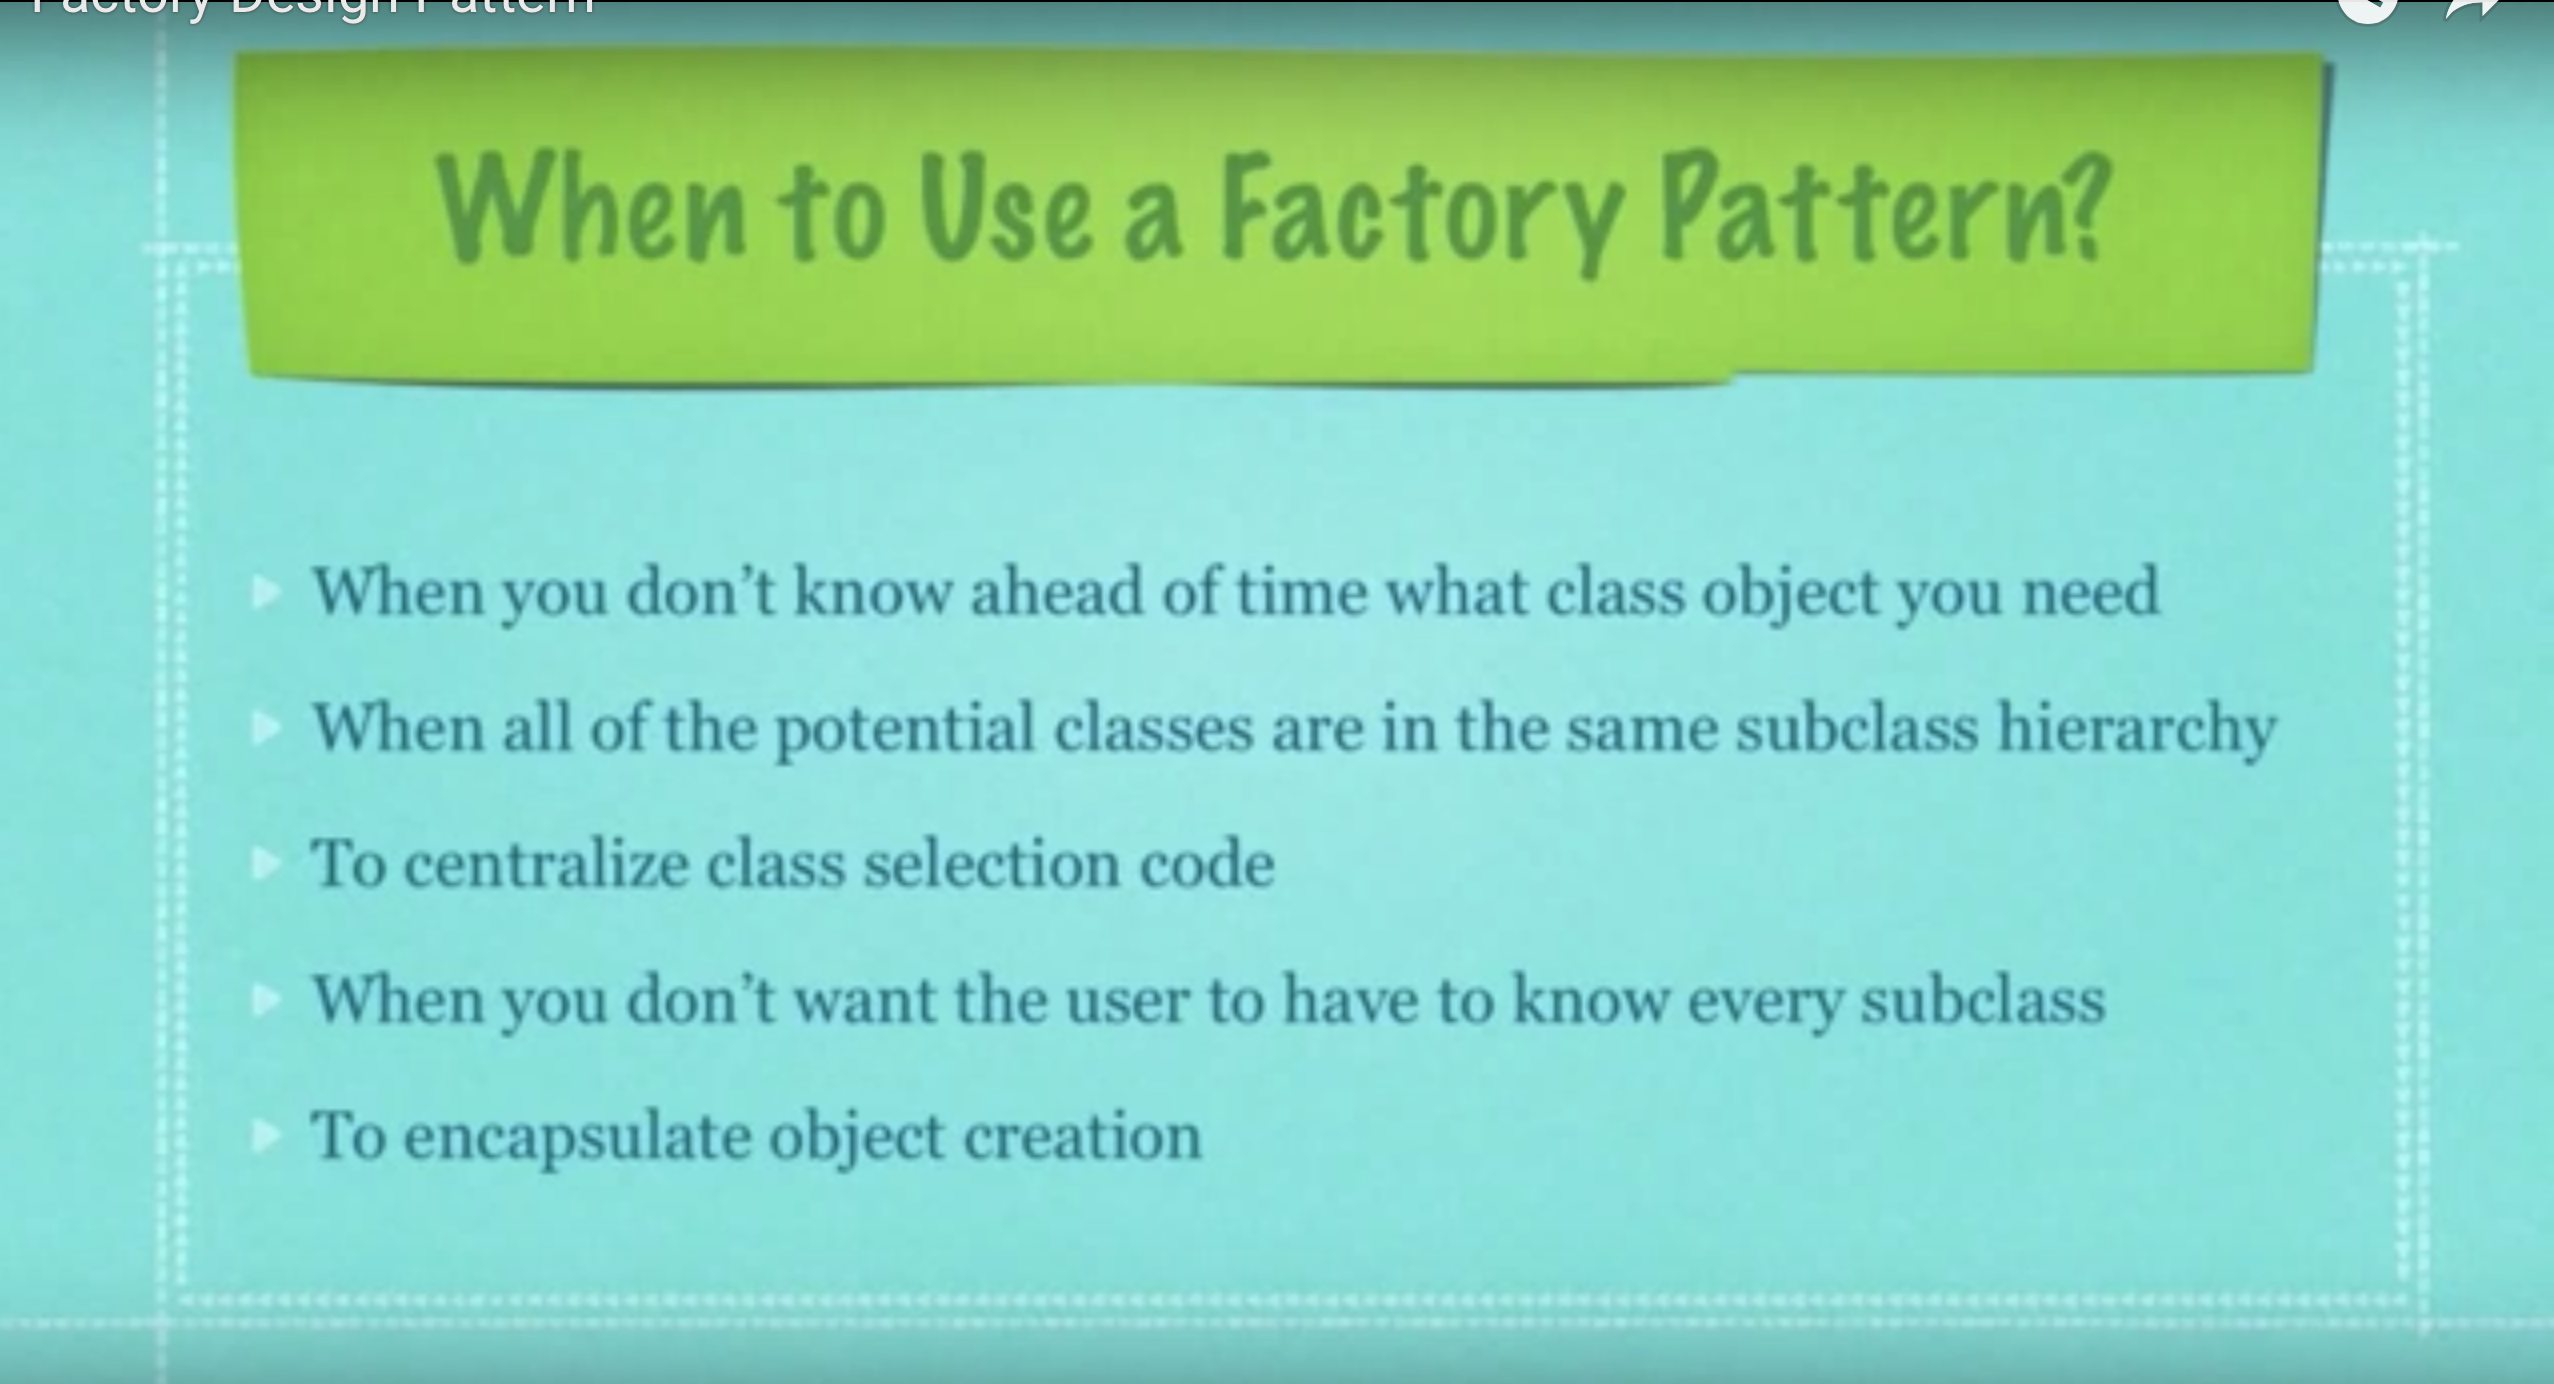 Factory Design Pattern
When to Use a Factory Pattern?
When you don’t know ahead of time what class object you need
When all of the potential classes are in the same subclass hierarchy
To centralize class selection code
When you don’t want the user to have to know every subclass
To encapsulate object creation